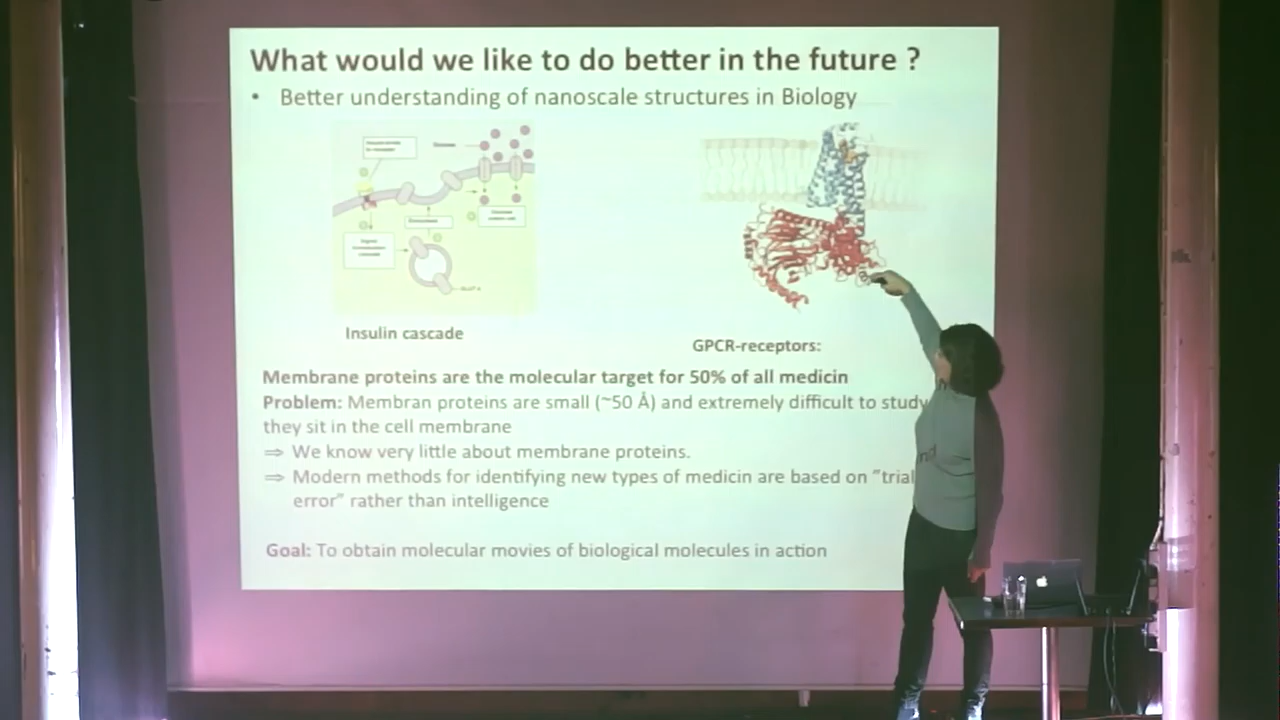 What would we like to do better in the future ?
• Better understanding of nanoscale structures in Biology
Glucose
GLUT 4
Insulin cascade
GPCR-receptors:
Membrane proteins are the molecular target for 50% of all medicin
Problem: Membran proteins are small (~50 Å) and extremely difficult to study
they sit in the cell membrane
⇒ We know very little about membrane proteins.
⇒ Modern methods for identifying new types of medicin are based on "trial
error" rather than intelligence
Goal: To obtain molecular movies of biological molecules in action